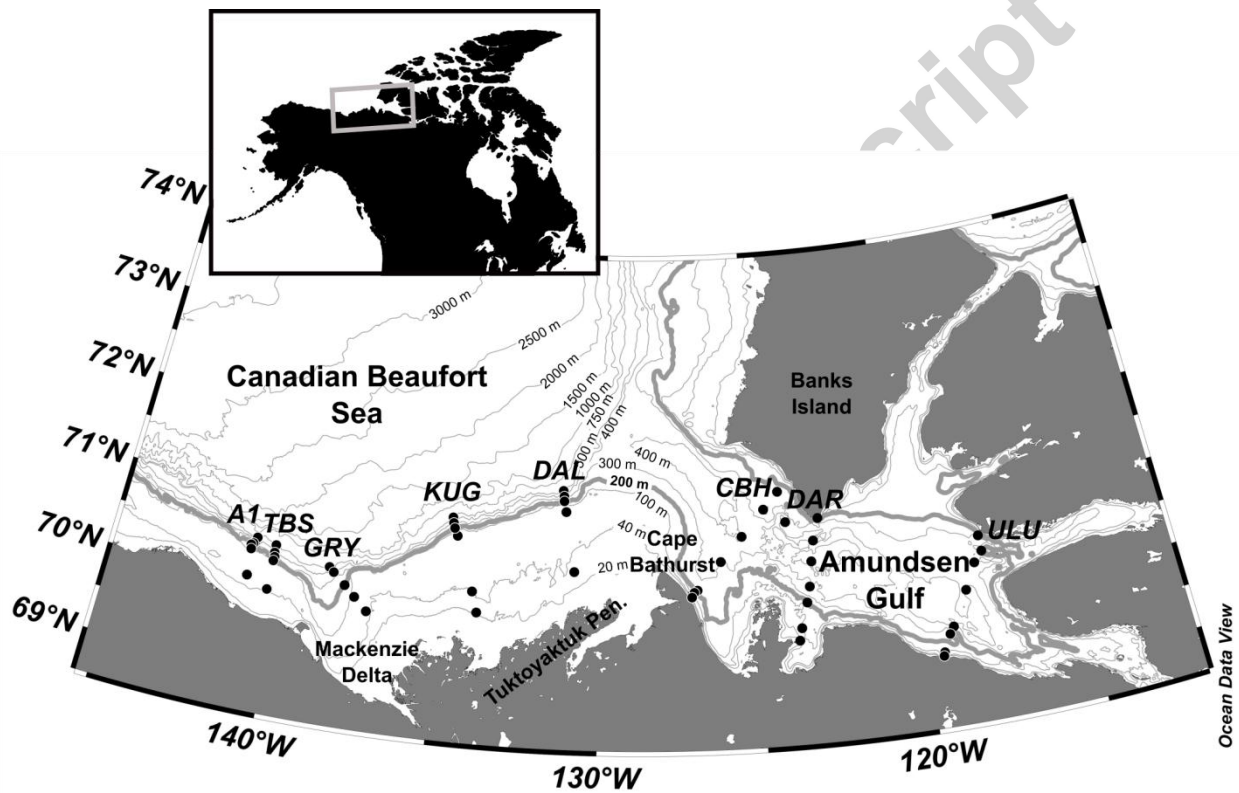 cript
74°N
73°N
72°N
71°N
70°N
69°N
3000 m
2500 m
2000 m
1500 m
1000 m
750 m
400 m
Canadian Beaufort
Sea
Banks
Island
DAL
300 m
400 m
200 m
100 m
40 m
20 m
KUG
CBH
DAR
A1
TBS
GRY
ULU
Cape
Bathurst
Amundsen
Gulf
Mackenzie
Delta
Tuktoyaktuk Pen.
140°W
130°W
120°W
Ocean Data View